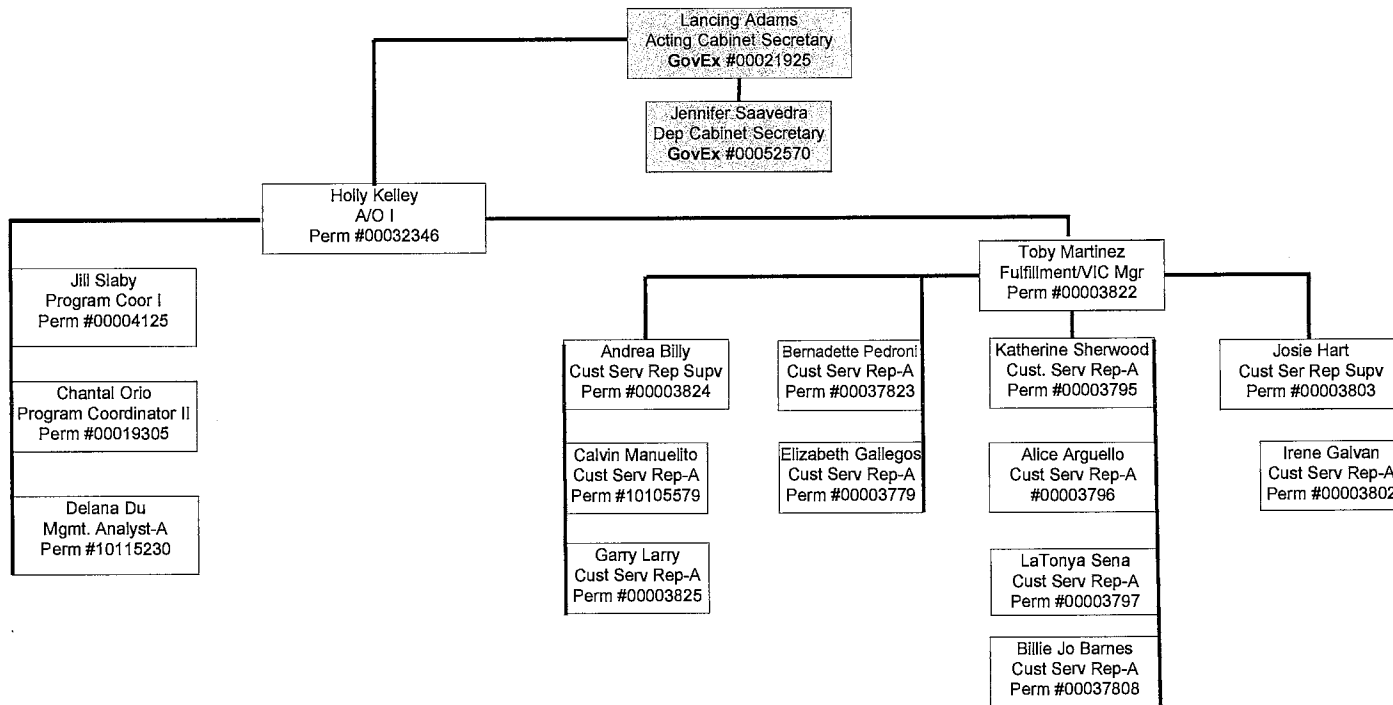 Lancing Adams
Acting Cabinet Secretary
GovEx #00021925
Jennifer Saavedra
Dep Cabinet Secretary
GovEx #00052570
Holly Kelley
A/O I
Perm #00032346
Jill Slaby
Program Coor I
Perm #00004125
Chantal Orio
Program Coordinator II
Perm #00019305
Delana Du
Mgmt. Analyst-A
Perm #10115230
Toby Martinez
Fulfillment/VIC Mgr
Perm #00003822
Andrea Billy
Cust Serv Rep Supv
Perm #00003824
Calvin Manuelito
Cust Serv Rep-A
Perm #10105579
Garry Larry
Cust Serv Rep-A
Perm #00003825
Bernadette Pedroni
Cust Serv Rep-A
Perm #00037823
Elizabeth Gallegos
Cust Serv Rep-A
Perm #00003779
Katherine Sherwood
Cust. Serv Rep-A
Perm #00003795
Alice Arguello
Cust Serv Rep-A
#00003796
LaTonya Sena
Cust Serv Rep-A
Perm #00003797
Billie Jo Barnes
Cust Serv Rep-A
Perm #00037808
Josie Hart
Cust Ser Rep Supv
Perm #00003803
Irene Galvan
Cust Serv Rep-A
Perm #00003802